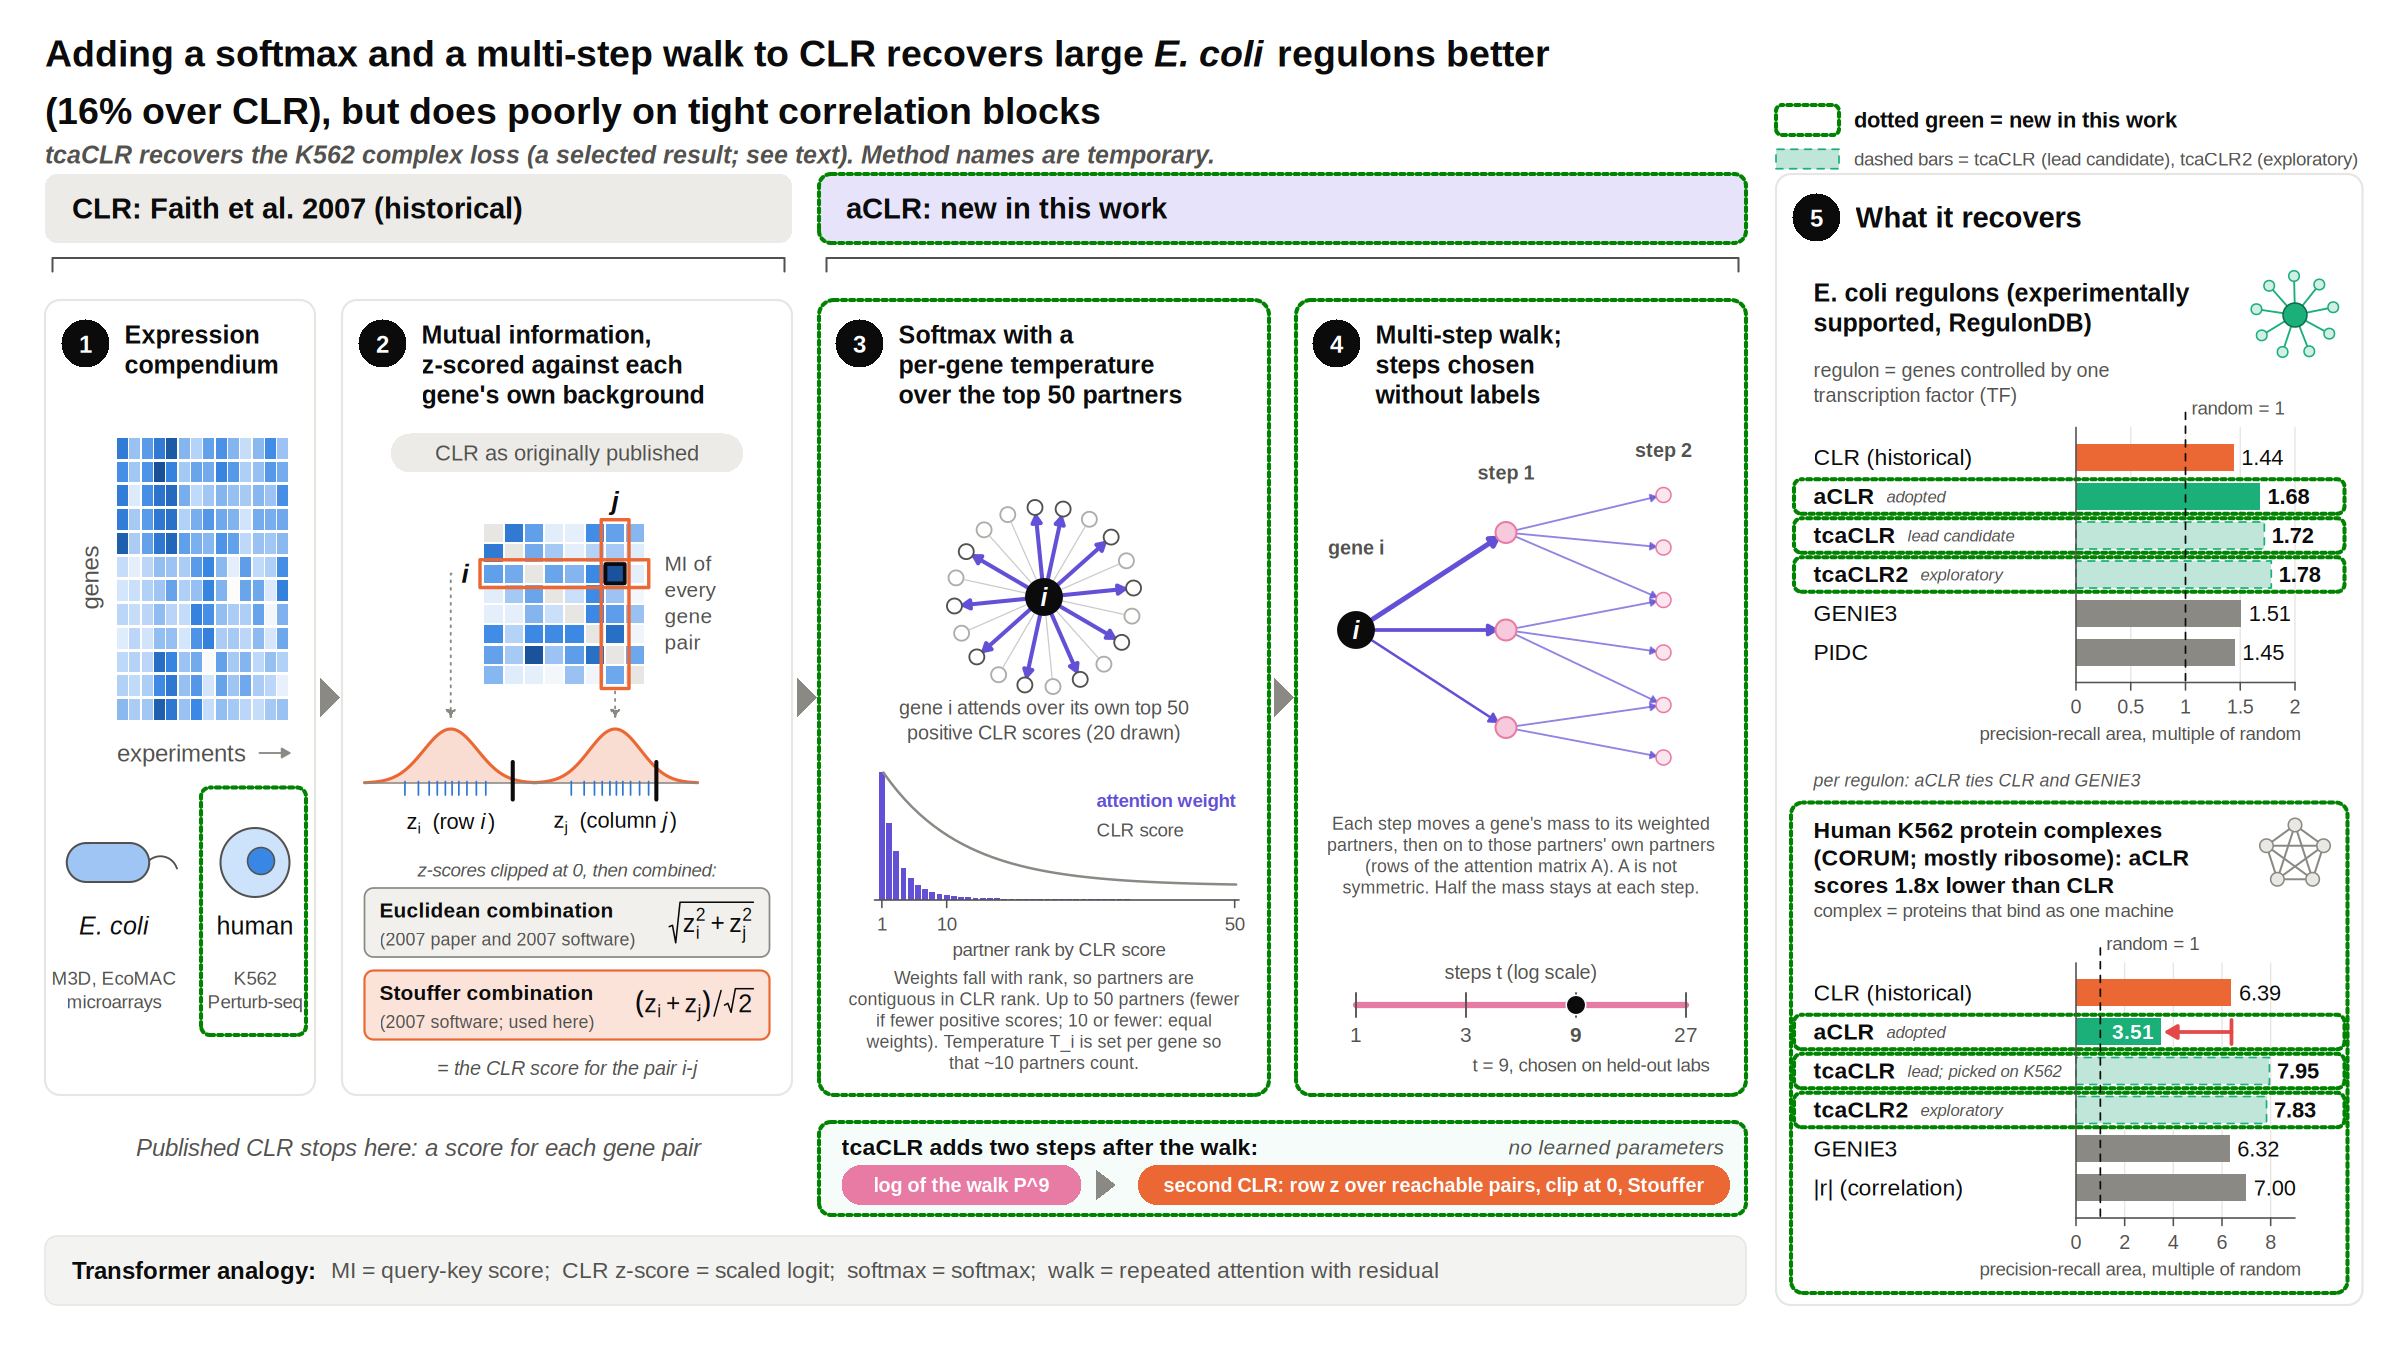 Adding a softmax and a multi-step walk to CLR recovers large E. coli regulons better
(16% over CLR), but does poorly on tight correlation blocks
tcaCLR recovers the K562 complex loss (a selected result; see text). Method names are temporary.
dotted green = new in this work
dashed bars = tcaCLR (lead candidate), tcaCLR2 (exploratory)
CLR: Faith et al. 2007 (historical)
aCLR: new in this work
1
Expression
compendium
genes
experiments
E. coli
M3D, EcoMAC
microarrays
human
K562
Perturb-seq
2
Mutual information,
z-scored against each
gene's own background
CLR as originally published
j
i
MI of
every
gene
pair
z_i (row i)
z_j (column j)
z-scores clipped at 0, then combined:
Euclidean combination
(2007 paper and 2007 software)
√(z_i^2 + z_j^2)
Stouffer combination
(2007 software; used here)
(z_i + z_j)/√2
= the CLR score for the pair i-j
Published CLR stops here: a score for each gene pair
3
Softmax with a
per-gene temperature
over the top 50 partners
i
gene i attends over its own top 50
positive CLR scores (20 drawn)
attention weight
CLR score
1 10 50
partner rank by CLR score
Weights fall with rank, so partners are
contiguous in CLR rank. Up to 50 partners (fewer
if fewer positive scores; 10 or fewer: equal
weights). Temperature T_i is set per gene so
that ~10 partners count.
4
Multi-step walk;
steps chosen
without labels
step 2
step 1
gene i
i
Each step moves a gene's mass to its weighted
partners, then on to those partners' own partners
(rows of the attention matrix A). A is not
symmetric. Half the mass stays at each step.
steps t (log scale)
1 3 9 27
t = 9, chosen on held-out labs
tcaCLR adds two steps after the walk:
no learned parameters
log of the walk P^9
second CLR: row z over reachable pairs, clip at 0, Stouffer
Transformer analogy: MI = query-key score; CLR z-score = scaled logit; softmax = softmax; walk = repeated attention with residual
5
What it recovers
E. coli regulons (experimentally
supported, RegulonDB)
regulon = genes controlled by one
transcription factor (TF)
random = 1
CLR (historical) 1.44
aCLR adopted 1.68
tcaCLR lead candidate 1.72
tcaCLR2 exploratory 1.78
GENIE3 1.51
PIDC 1.45
0 0.5 1 1.5 2
precision-recall area, multiple of random
per regulon: aCLR ties CLR and GENIE3
Human K562 protein complexes
(CORUM; mostly ribosome): aCLR
scores 1.8x lower than CLR
complex = proteins that bind as one machine
random = 1
CLR (historical) 6.39
aCLR adopted 3.51
tcaCLR lead; picked on K562 7.95
tcaCLR2 exploratory 7.83
GENIE3 6.32
|r| (correlation) 7.00
0 2 4 6 8
precision-recall area, multiple of random